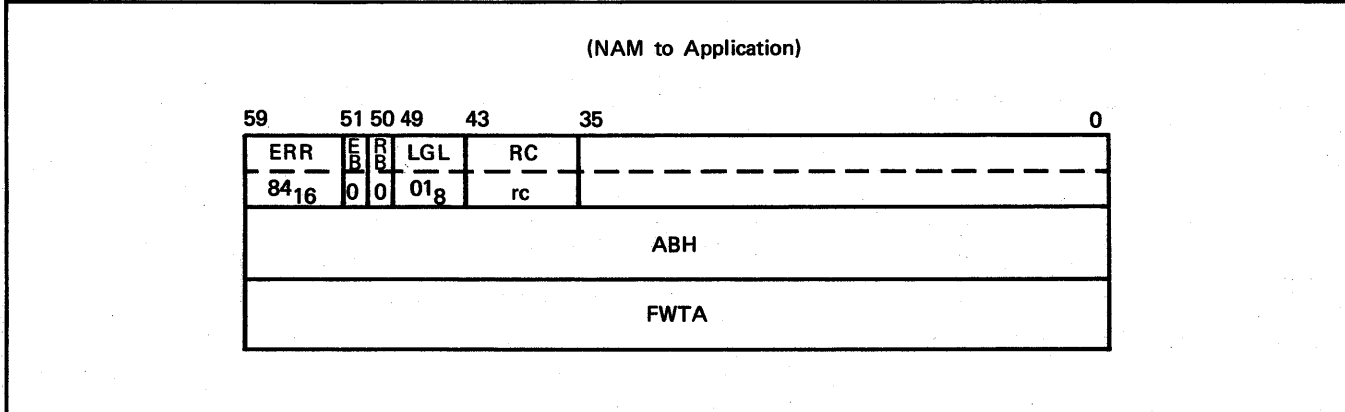 (NAM to Application)
59 51 50 49 43 35 0
ERR EB RB LGL RC
84₁₆ 0 0 01₈ rc
ABH
FWTA